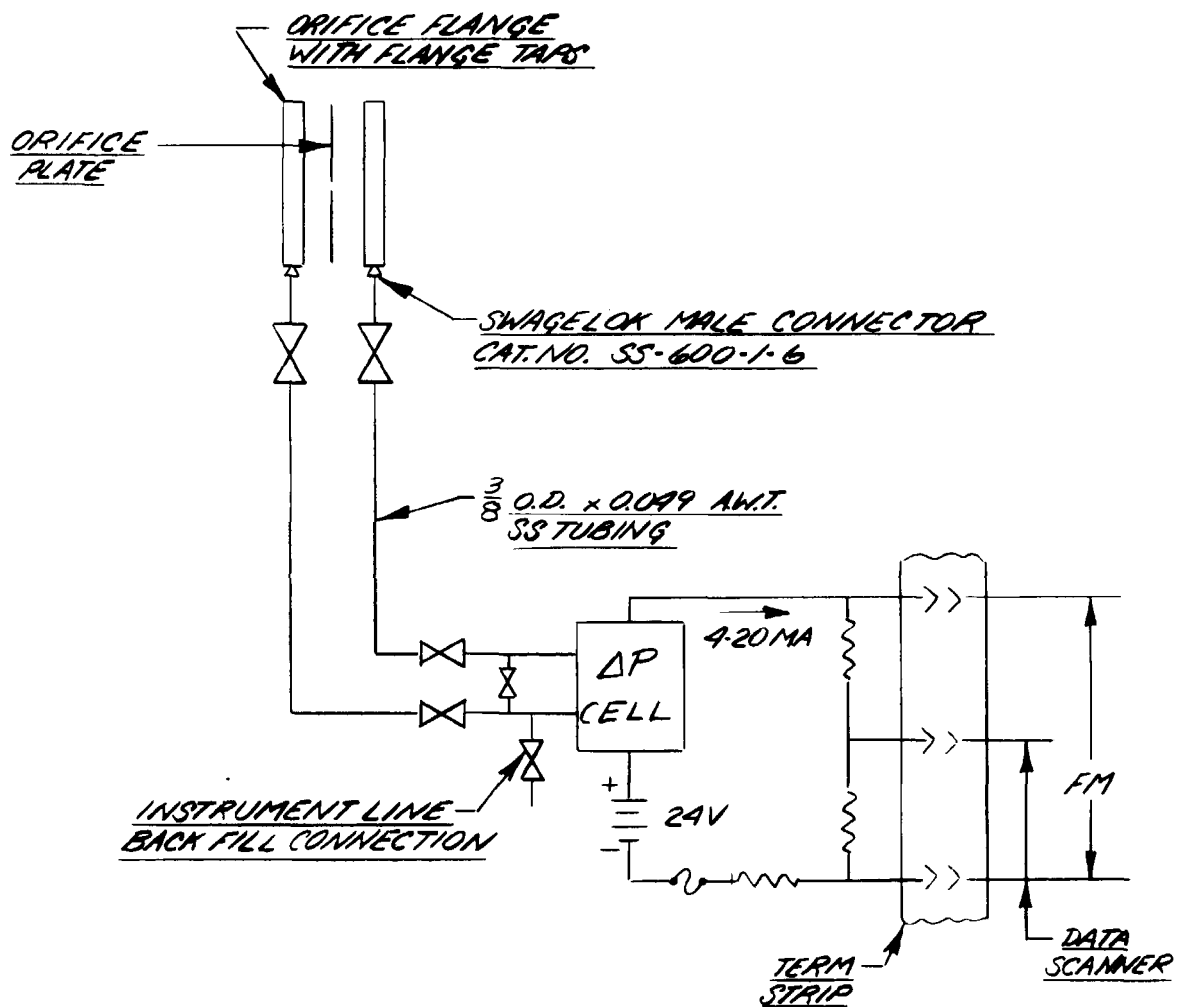 ORIFICE FLANGE
WITH FLANGE TAPS
ORIFICE
PLATE
SWAGELOK MALE CONNECTOR
CAT. NO. SS-600-1-6
3/8 O.D. x 0.049 A.W.T.
SS TUBING
4-20 MA
ΔP
CELL
+
24V
-
FM
INSTRUMENT LINE
BACK FILL CONNECTION
DATA
SCANNER
TERM
STRIP